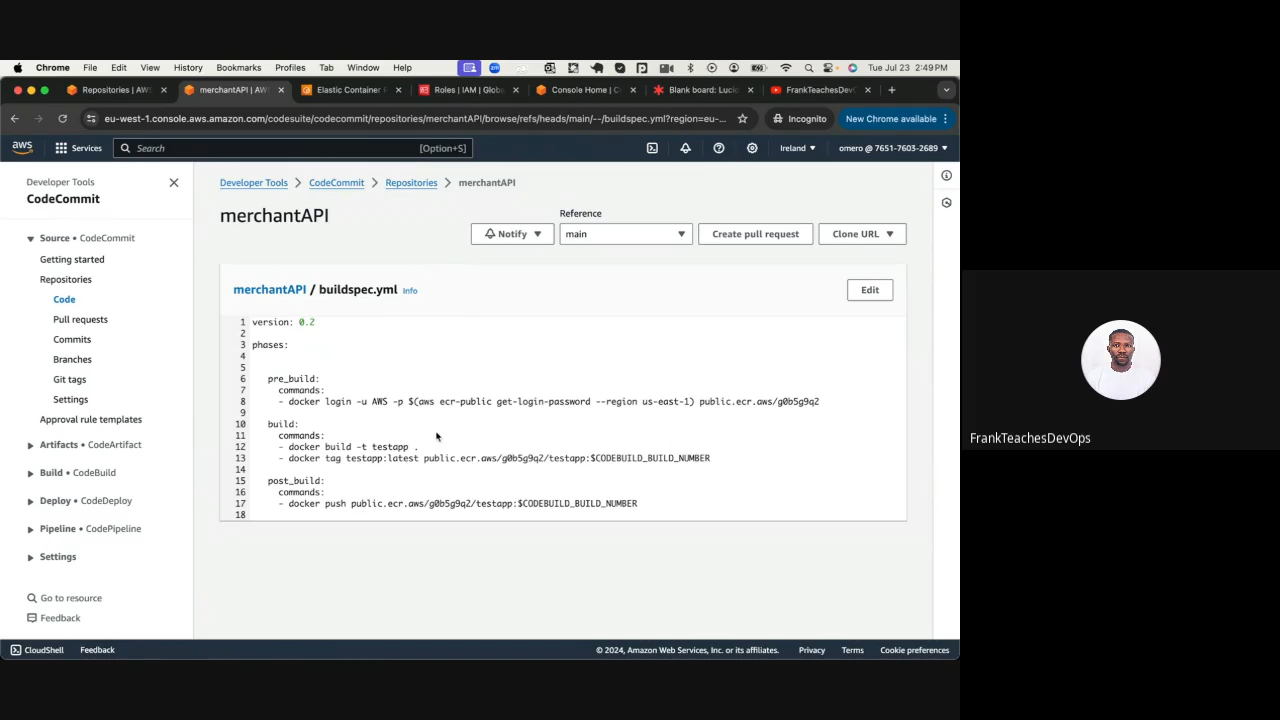 Chrome File Edit View History Bookmarks Profiles Tab Window Help Tue Jul 23 2:49 PM
Repositories | AWS merchantAPI | AW Elastic Container R Roles | IAM | Global Console Home | C Blank board: Lucid FrankTeachesDevO
eu-west-1.console.aws.amazon.com/codesuite/codecommit/repositories/merchantAPI/browse/refs/heads/main/--/buildspec.yml?region=eu-... Incognito New Chrome available
aws Services Search [Option+S] Ireland omero @ 7651-7603-2689
Developer Tools
CodeCommit
Source • CodeCommit
Getting started
Repositories
Code
Pull requests
Commits
Branches
Git tags
Settings
Approval rule templates
Artifacts • CodeArtifact
Build • CodeBuild
Deploy • CodeDeploy
Pipeline • CodePipeline
Settings
Go to resource
Feedback
Developer Tools > CodeCommit > Repositories > merchantAPI
merchantAPI
Reference
Notify main Create pull request Clone URL
merchantAPI / buildspec.yml Info Edit
1 version: 0.2
2
3 phases:
4
5
6 pre_build:
7 commands:
8 - docker login -u AWS -p $(aws ecr-public get-login-password --region us-east-1) public.ecr.aws/g0b5g9q2
9
10 build:
11 commands:
12 - docker build -t testapp .
13 - docker tag testapp:latest public.ecr.aws/g0b5g9q2/testapp:$CODEBUILD_BUILD_NUMBER
14
15 post_build:
16 commands:
17 - docker push public.ecr.aws/g0b5g9q2/testapp:$CODEBUILD_BUILD_NUMBER
18
CloudShell Feedback © 2024, Amazon Web Services, Inc. or its affiliates. Privacy Terms Cookie preferences
FrankTeachesDevOps